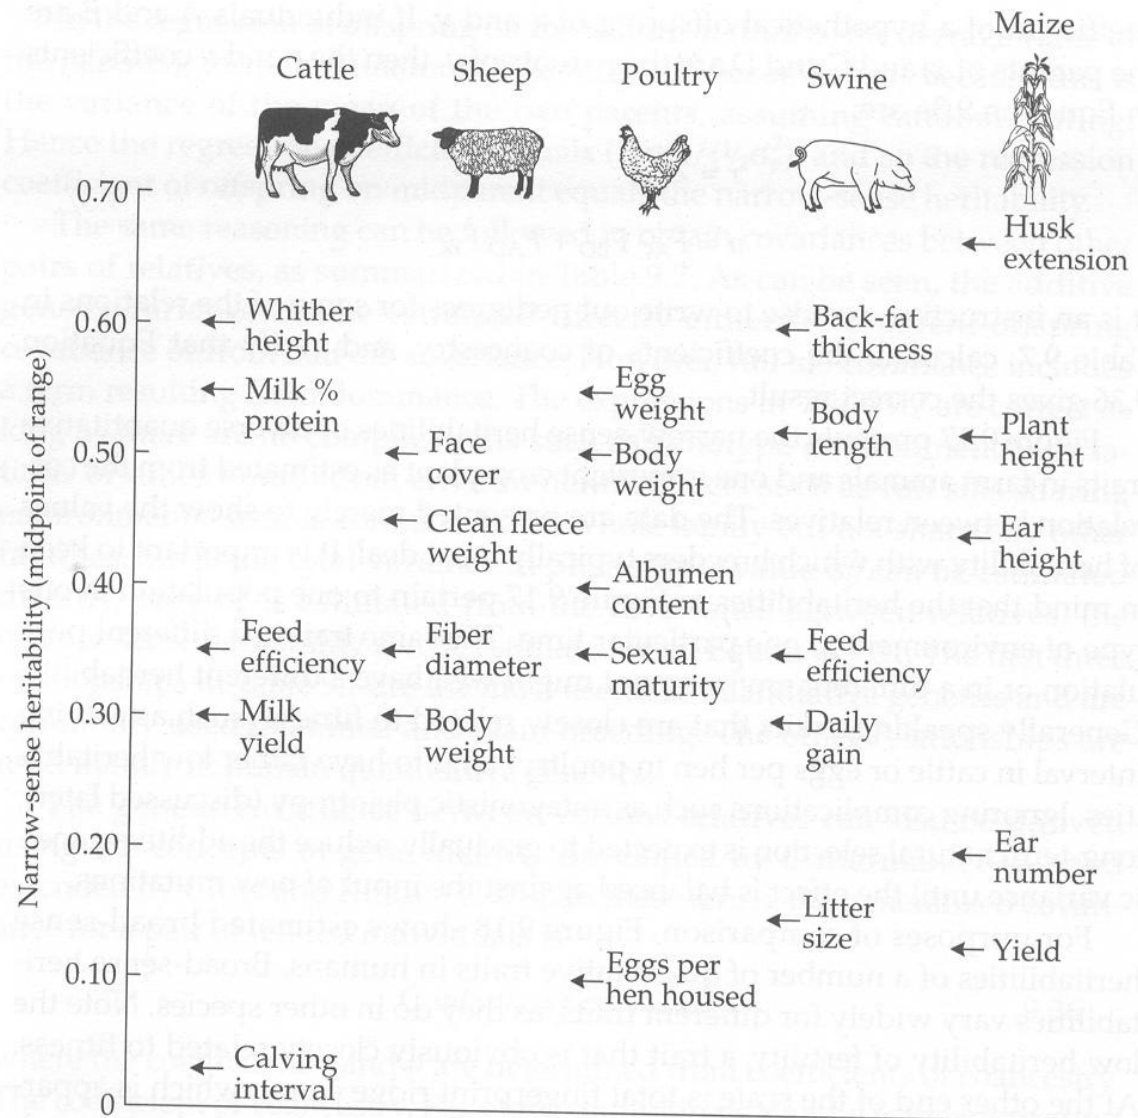 Maize
Cattle
Sheep
Poultry
Swine
Narrow-sense heritability (midpoint of range)
0.70
0.60
0.50
0.40
0.30
0.20
0.10
0
Whither
height
Milk %
protein
Feed
efficiency
Milk
yield
Calving
interval
Face
cover
Clean fleece
weight
Fiber
diameter
Body
weight
Egg
weight
Body
weight
Albumen
content
Sexual
maturity
Eggs per
hen housed
Back-fat
thickness
Body
length
Feed
efficiency
Daily
gain
Litter
size
Husk
extension
Plant
height
Ear
height
Ear
number
Yield